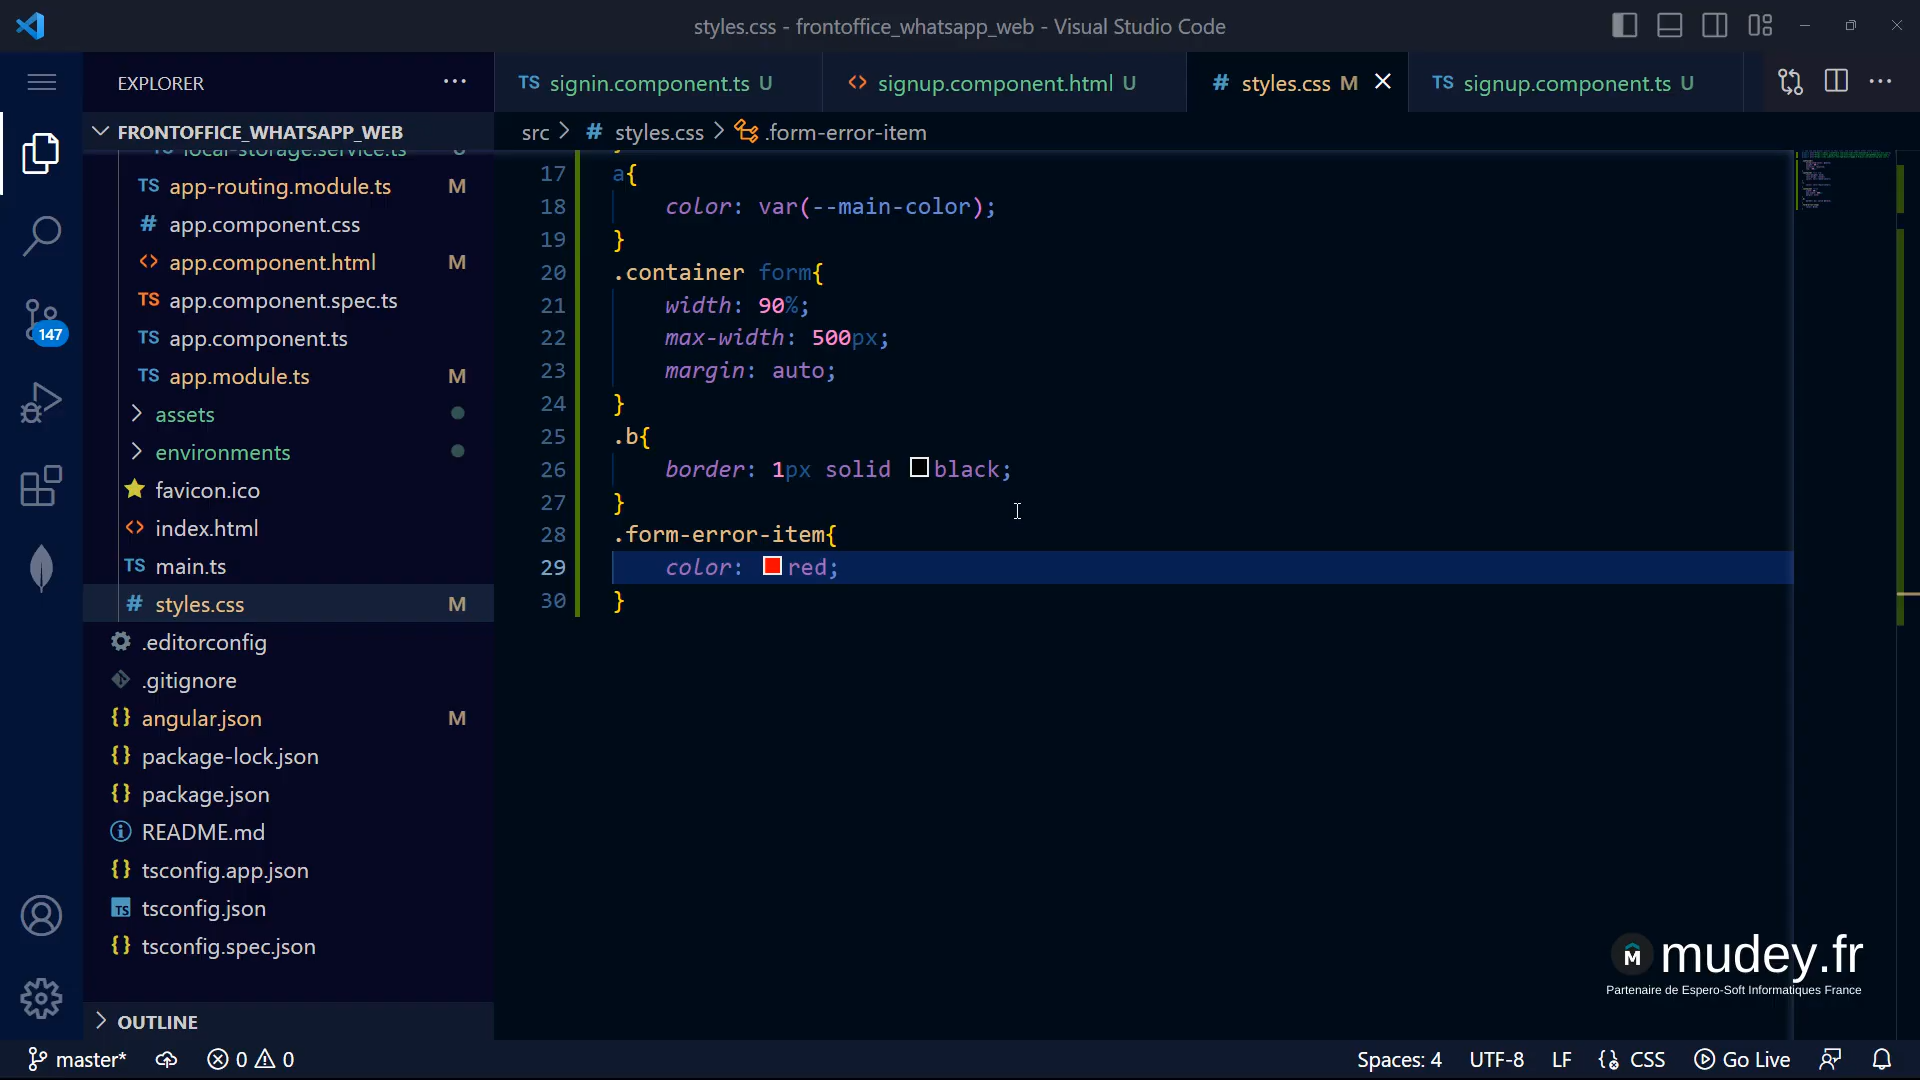 styles.css - frontoffice_whatsapp_web - Visual Studio Code
EXPLORER
TS signin.component.ts U
<> signup.component.html U
# styles.css M
TS signup.component.ts U
FRONTOFFICE_WHATSAPP_WEB
src > # styles.css > .form-error-item
local-storage.service.ts
TS app-routing.module.ts M
# app.component.css
<> app.component.html M
TS app.component.spec.ts
TS app.component.ts
TS app.module.ts M
assets
environments
favicon.ico
<> index.html
TS main.ts
# styles.css M
.editorconfig
.gitignore
{} angular.json M
{} package-lock.json
{} package.json
README.md
{} tsconfig.app.json
TS tsconfig.json
{} tsconfig.spec.json
OUTLINE
147
17 a{
18 color: var(--main-color);
19 }
20 .container form{
21 width: 90%;
22 max-width: 500px;
23 margin: auto;
24 }
25 .b{
26 border: 1px solid black;
27 }
28 .form-error-item{
29 color: red;
30 }
M mudey.fr
Partenaire de Espero-Soft Informatiques France
master* 0 0
Spaces: 4 UTF-8 LF {} CSS Go Live